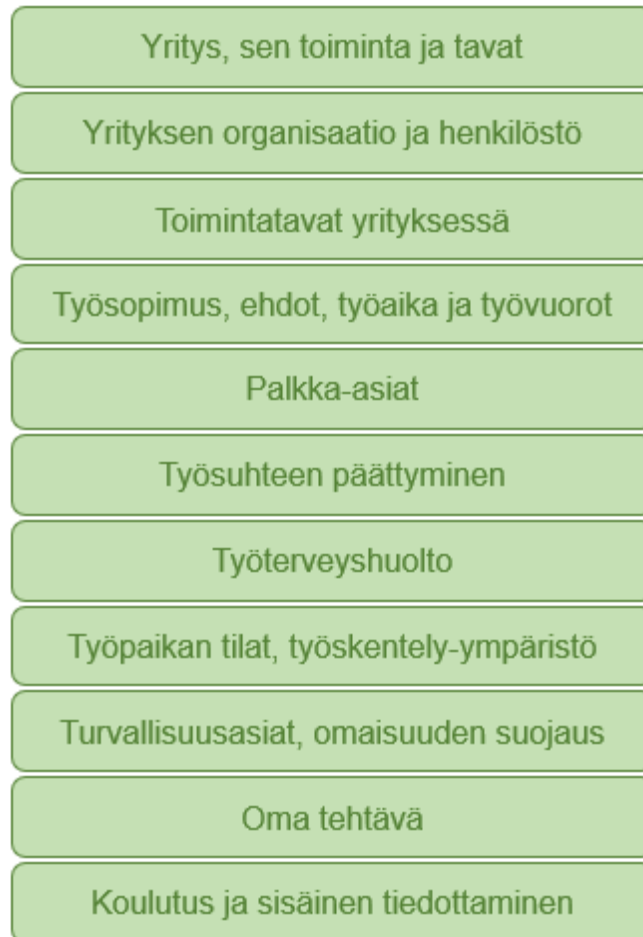 Yritys, sen toiminta ja tavat
Yrityksen organisaatio ja henkilöstö
Toimintatavat yrityksessä
Työsopimus, ehdot, työaika ja työvuorot
Palkka-asiat
Työsuhteen päättyminen
Työterveyshuolto
Työpaikan tilat, työskentely-ympäristö
Turvallisuusasiat, omaisuuden suojaus
Oma tehtävä
Koulutus ja sisäinen tiedottaminen